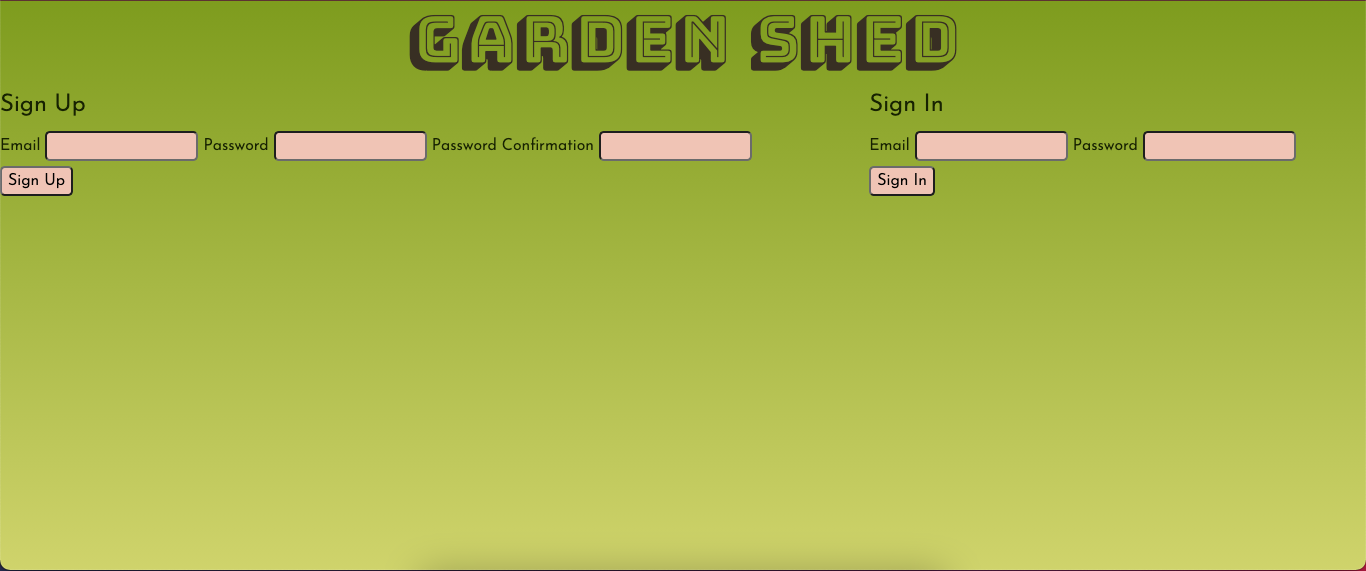 GARDEN SHED
Sign Up
Email Password Password Confirmation
Sign Up
Sign In
Email Password
Sign In